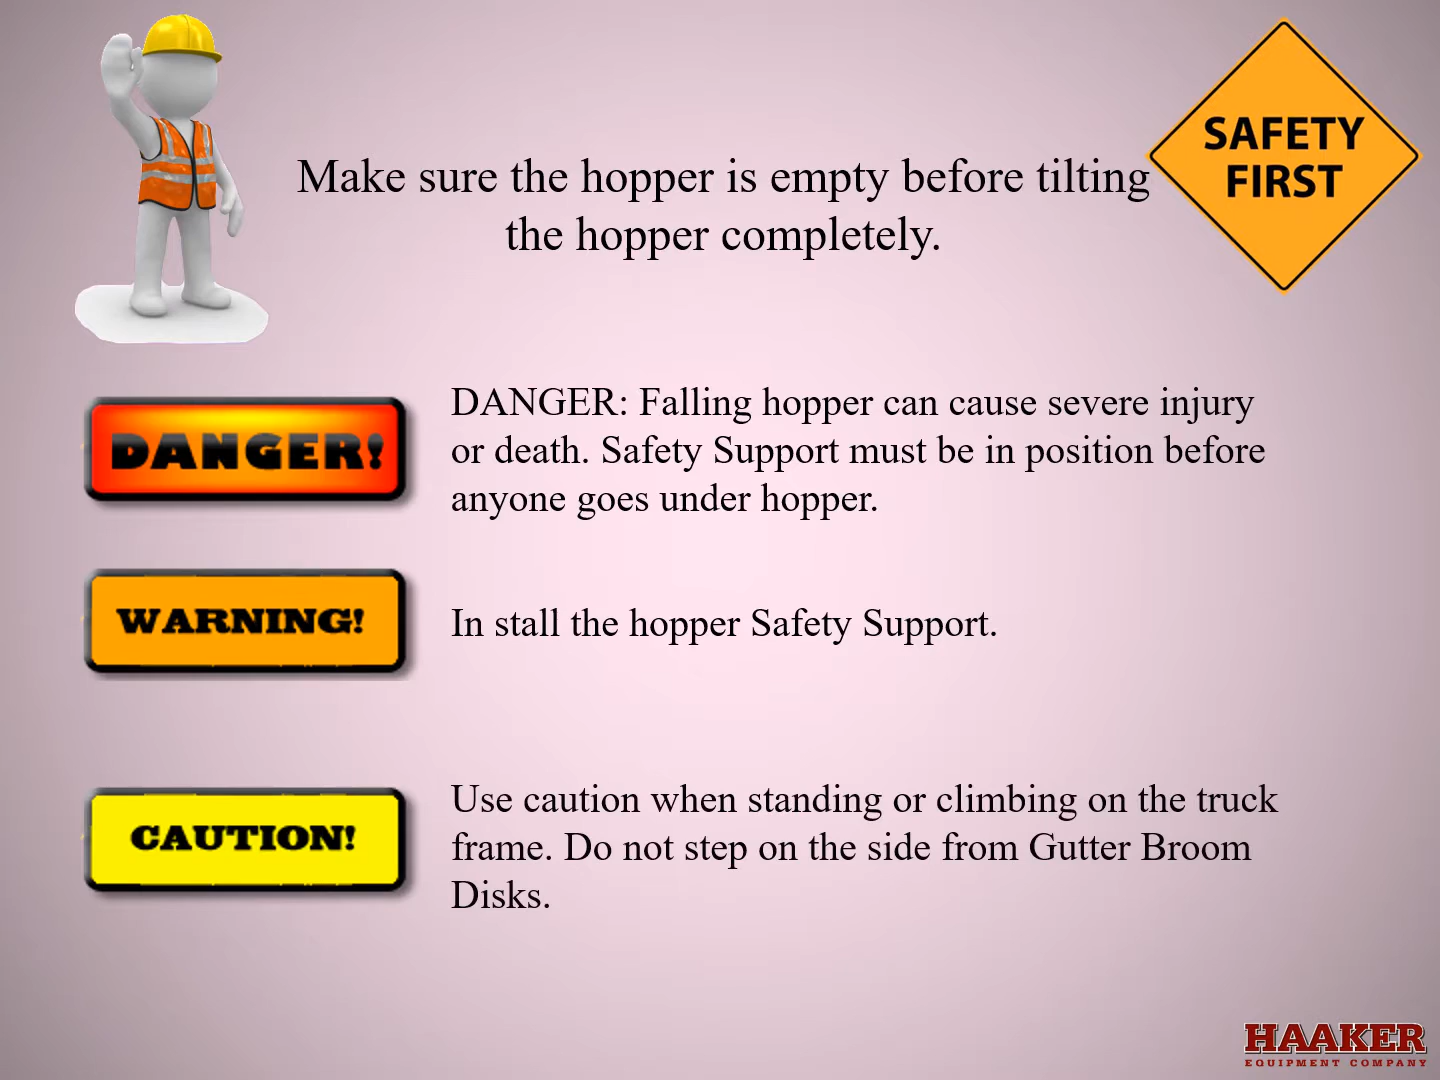 SAFETY
FIRST
Make sure the hopper is empty before tilting
the hopper completely.
DANGER!
DANGER: Falling hopper can cause severe injury
or death. Safety Support must be in position before
anyone goes under hopper.
WARNING!
In stall the hopper Safety Support.
CAUTION!
Use caution when standing or climbing on the truck
frame. Do not step on the side from Gutter Broom
Disks.
HAAKER
EQUIPMENT COMPANY